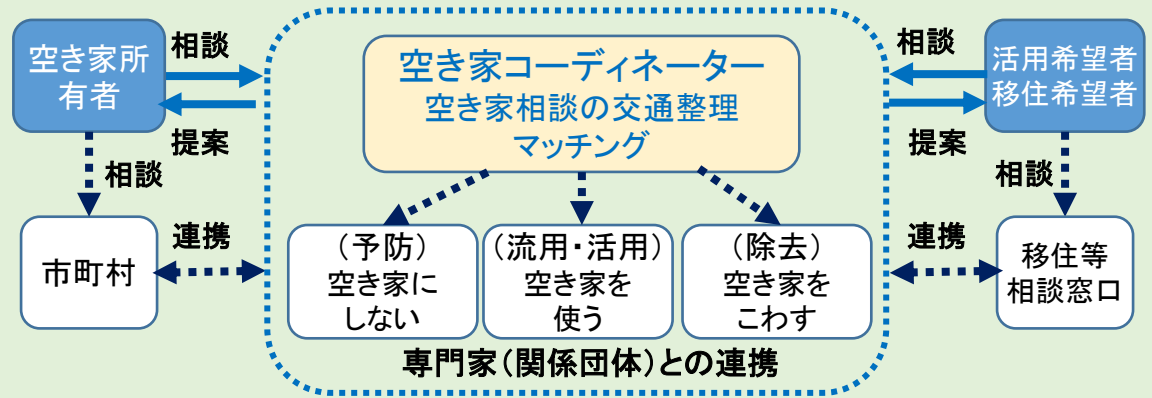 空き家所
有者
相談
提案
相談
市町村
連携
空き家コーディネーター
空き家相談の交通整理
マッチング
(予防)
空き家に
しない
(流用・活用)
空き家を
使う
(除去)
空き家を
こわす
専門家(関係団体)との連携
相談
提案
活用希望者
移住希望者
相談
連携
移住等
相談窓口